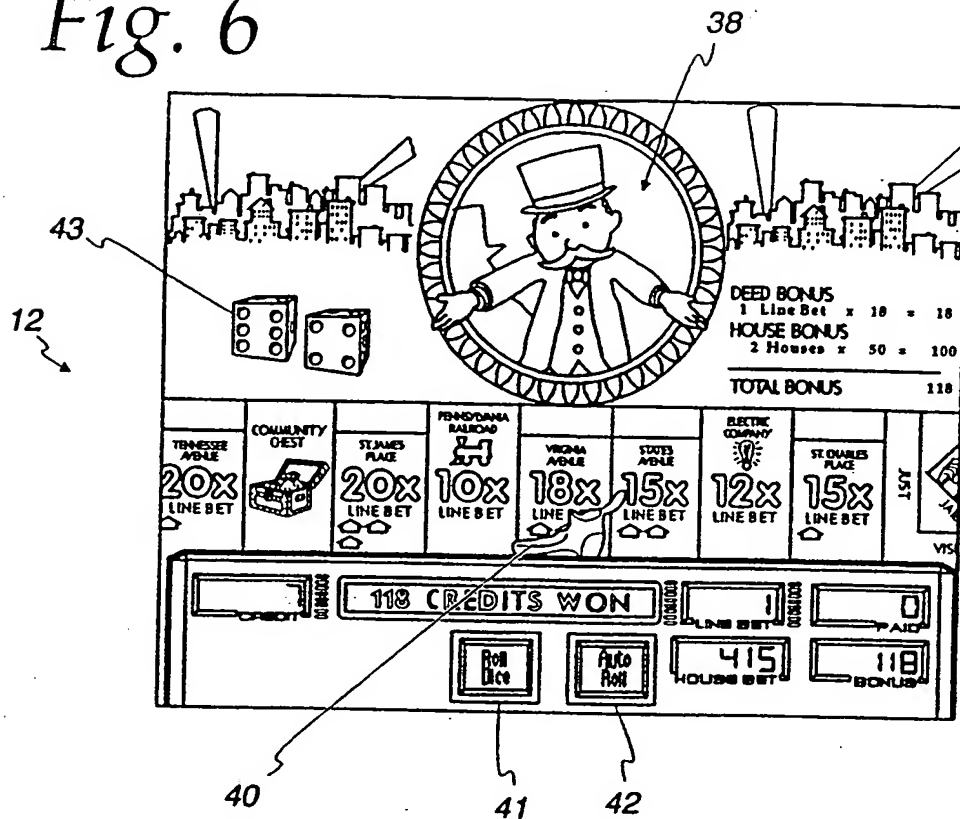 Fig. 6
38
43
12
DEED BONUS
1 Line Bet x 18 = 18
HOUSE BONUS
2 Houses x 50 = 100
TOTAL BONUS 118
TENNESSEE AVENUE
20X
LINE BET
COMMUNITY CHEST
ST. JAMES PLACE
20X
LINE BET
PENNSYLVANIA RAILROAD
10X
LINE BET
VIRGINIA AVENUE
18X
LINE BET
STATES AVENUE
15X
LINE BET
ELECTRIC COMPANY
12X
LINE BET
ST. CHARLES PLACE
15X
LINE BET
JUST
CREDIT
118 CREDITS WON
1
LINE BET
0
PAID
Roll Dice
Auto Roll
415
HOUSE BET
118
BONUS
40
41
42